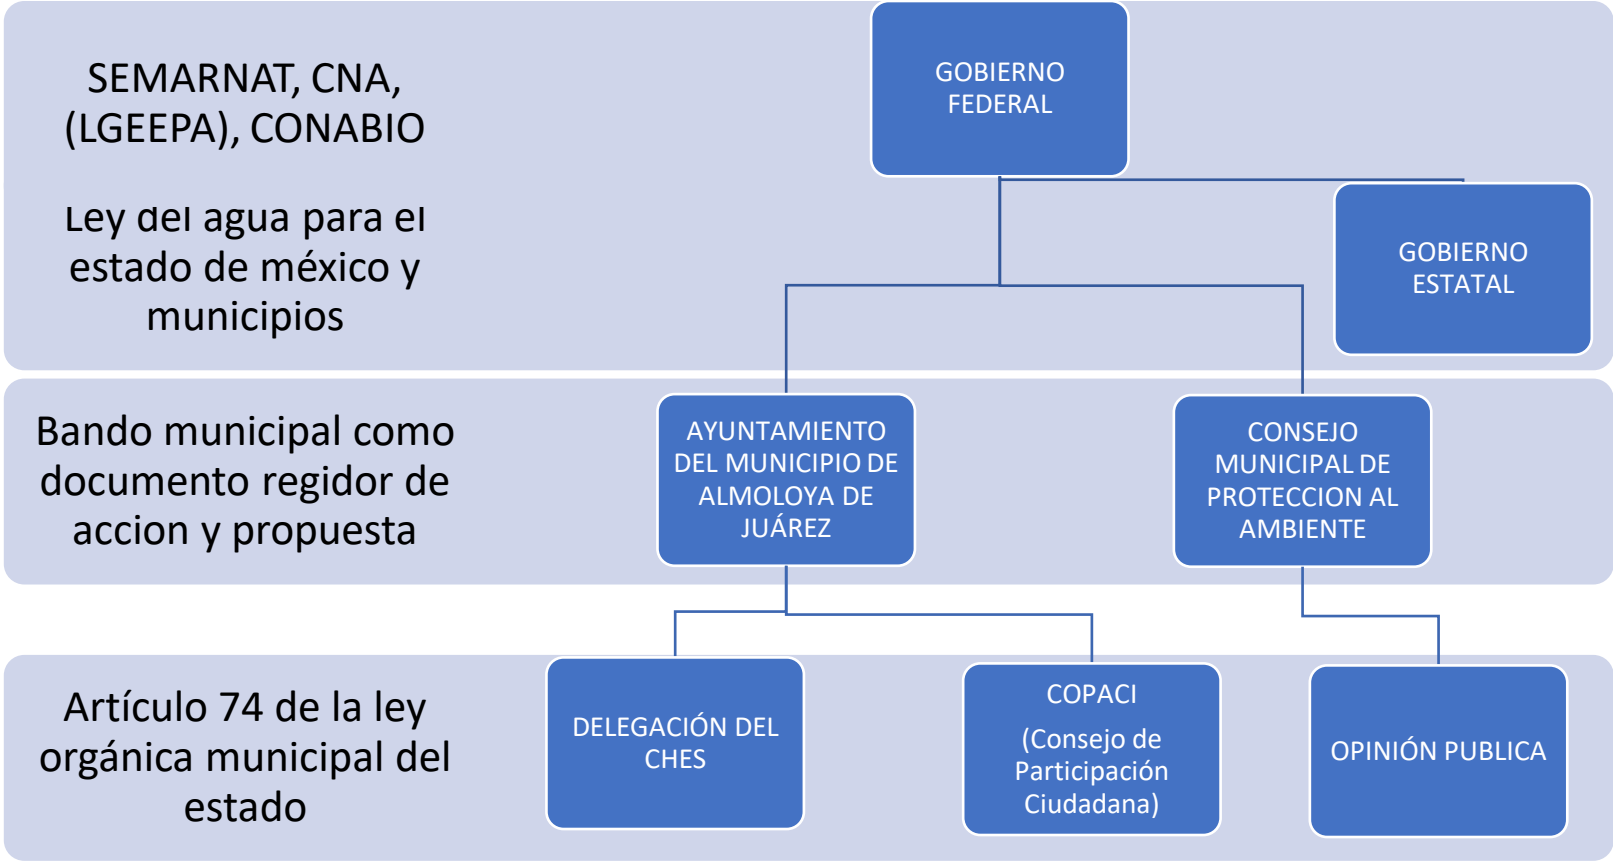 SEMARNAT, CNA,
(LGEEPA), CONABIO
Ley del agua para el
estado de méxico y
municipios
GOBIERNO
FEDERAL
GOBIERNO
ESTATAL
Bando municipal como
documento regidor de
accion y propuesta
AYUNTAMIENTO
DEL MUNICIPIO DE
ALMOLOYA DE
JUÁREZ
CONSEJO
MUNICIPAL DE
PROTECCION AL
AMBIENTE
Artículo 74 de la ley
orgánica municipal del
estado
DELEGACIÓN DEL
CHES
COPACI
(Consejo de
Participación
Ciudadana)
OPINIÓN PUBLICA